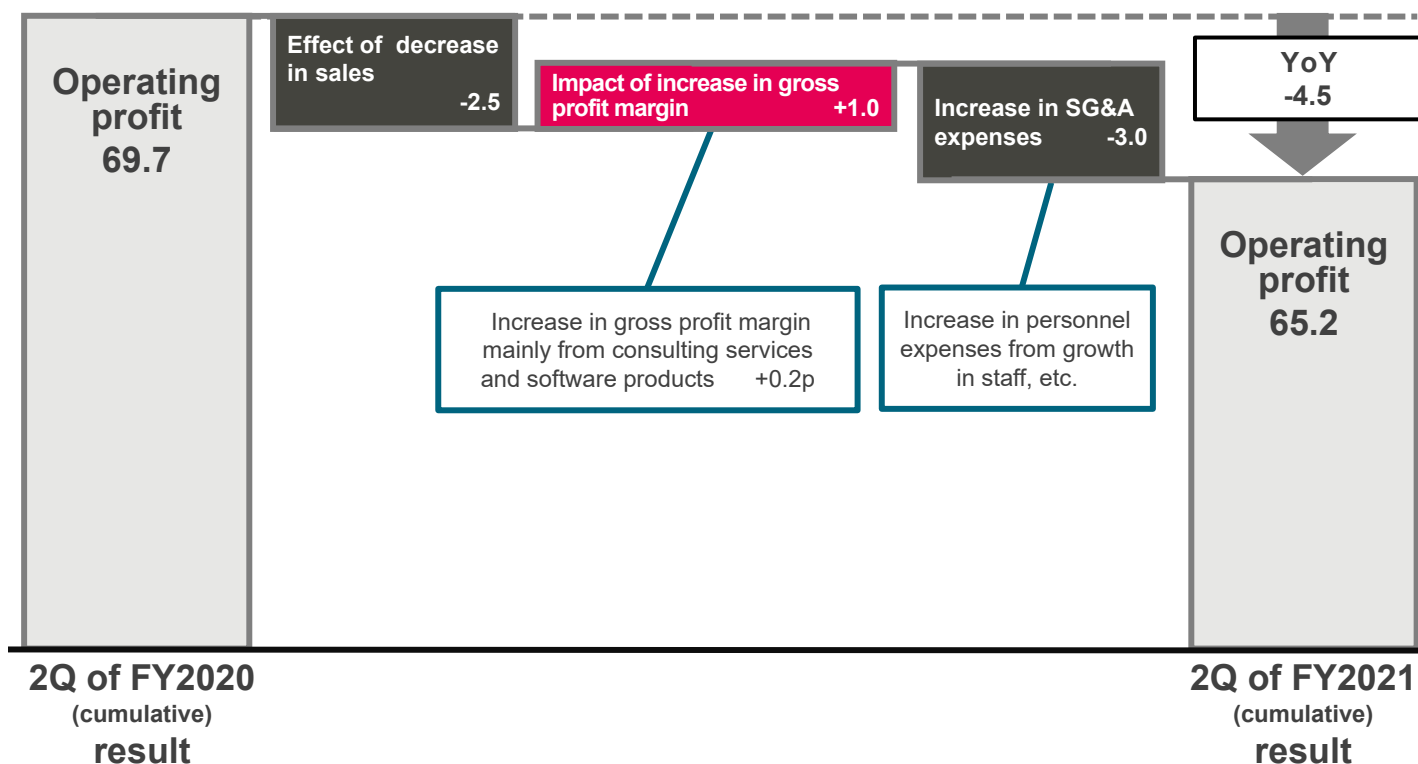 Operating
profit
69.7
Effect of decrease
in sales
-2.5
Impact of increase in gross
profit margin +1.0
Increase in SG&A
expenses -3.0
YoY
-4.5
Operating
profit
65.2
Increase in gross profit margin
mainly from consulting services
and software products +0.2p
Increase in personnel
expenses from growth
in staff, etc.
2Q of FY2020
(cumulative)
result
2Q of FY2021
(cumulative)
result